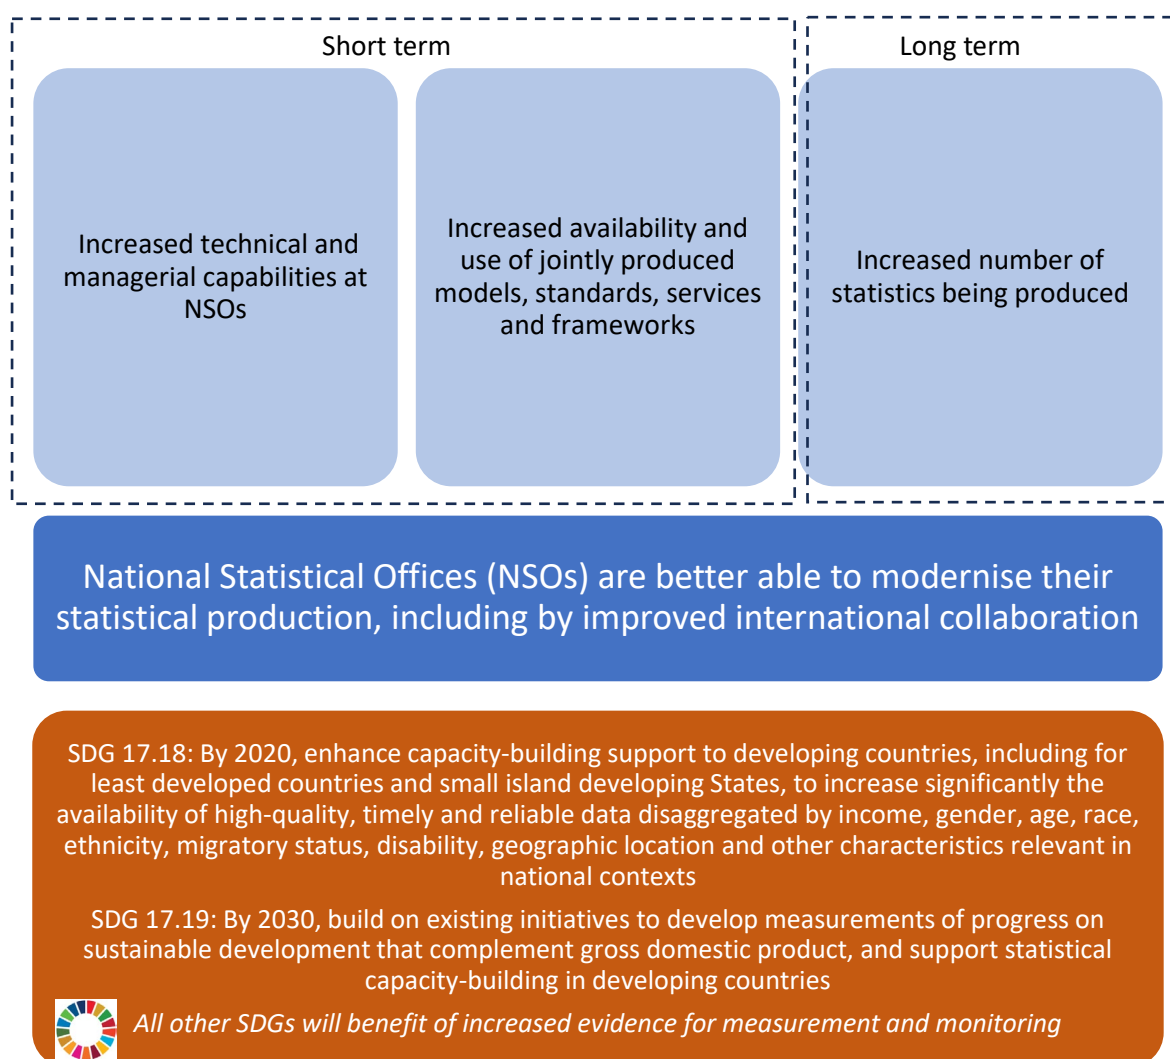 Short term
Long term
Increased technical and
managerial capabilities at
NSOs
Increased availability and
use of jointly produced
models, standards, services
and frameworks
Increased number of
statistics being produced
National Statistical Offices (NSOs) are better able to modernise their
statistical production, including by improved international collaboration
SDG 17.18: By 2020, enhance capacity-building support to developing countries, including for
least developed countries and small island developing States, to increase significantly the
availability of high-quality, timely and reliable data disaggregated by income, gender, age, race,
ethnicity, migratory status, disability, geographic location and other characteristics relevant in
national contexts
SDG 17.19: By 2030, build on existing initiatives to develop measurements of progress on
sustainable development that complement gross domestic product, and support statistical
capacity-building in developing countries
All other SDGs will benefit of increased evidence for measurement and monitoring